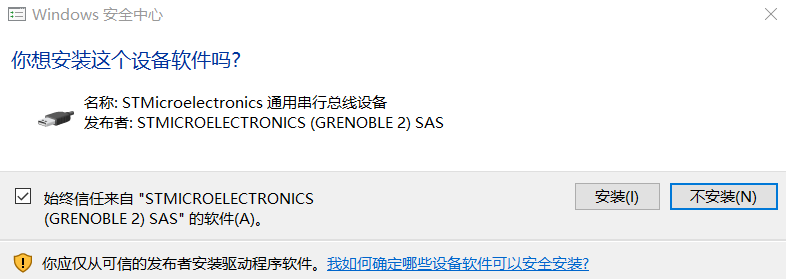 Windows 安全中心
你想安装这个设备软件吗?
名称: STMicroelectronics 通用串行总线设备
发布者: STMICROELECTRONICS (GRENOBLE 2) SAS
始终信任来自 "STMICROELECTRONICS
(GRENOBLE 2) SAS" 的软件(A)。
安装(I)
不安装(N)
你应仅从可信的发布者安装驱动程序软件。我如何确定哪些设备软件可以安全安装?